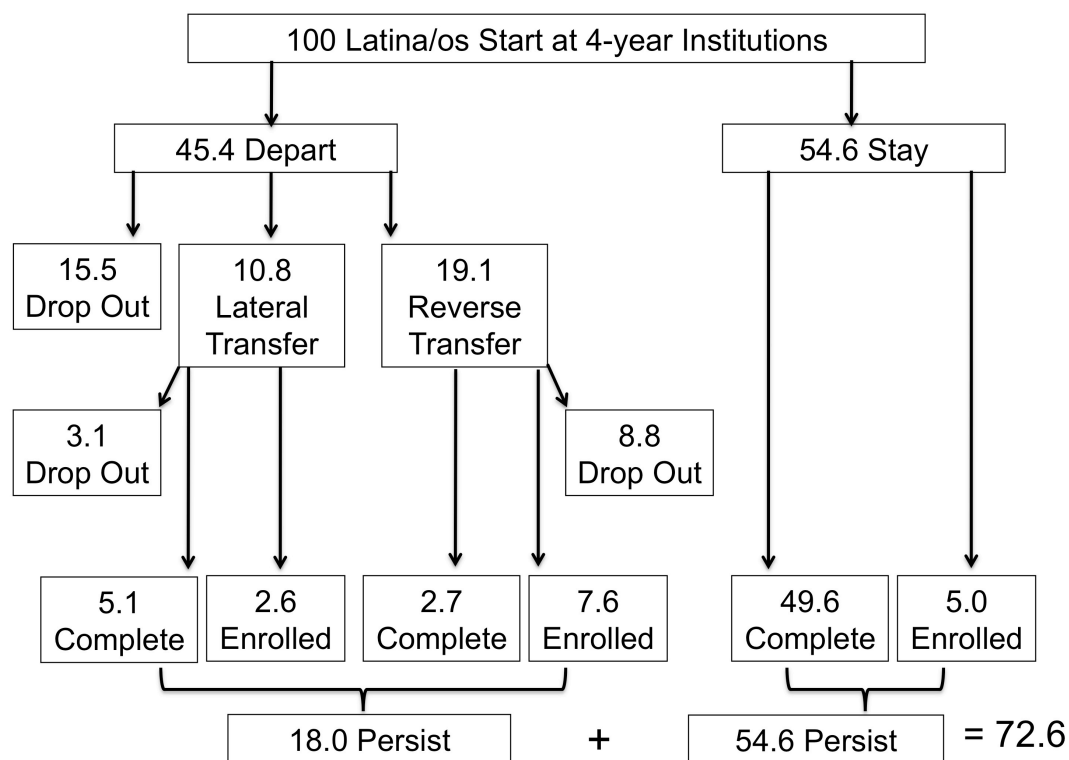 100 Latina/os Start at 4-year Institutions
45.4 Depart
54.6 Stay
15.5
Drop Out
10.8
Lateral
Transfer
19.1
Reverse
Transfer
3.1
Drop Out
8.8
Drop Out
5.1
Complete
2.6
Enrolled
2.7
Complete
7.6
Enrolled
49.6
Complete
5.0
Enrolled
18.0 Persist
+
54.6 Persist
= 72.6